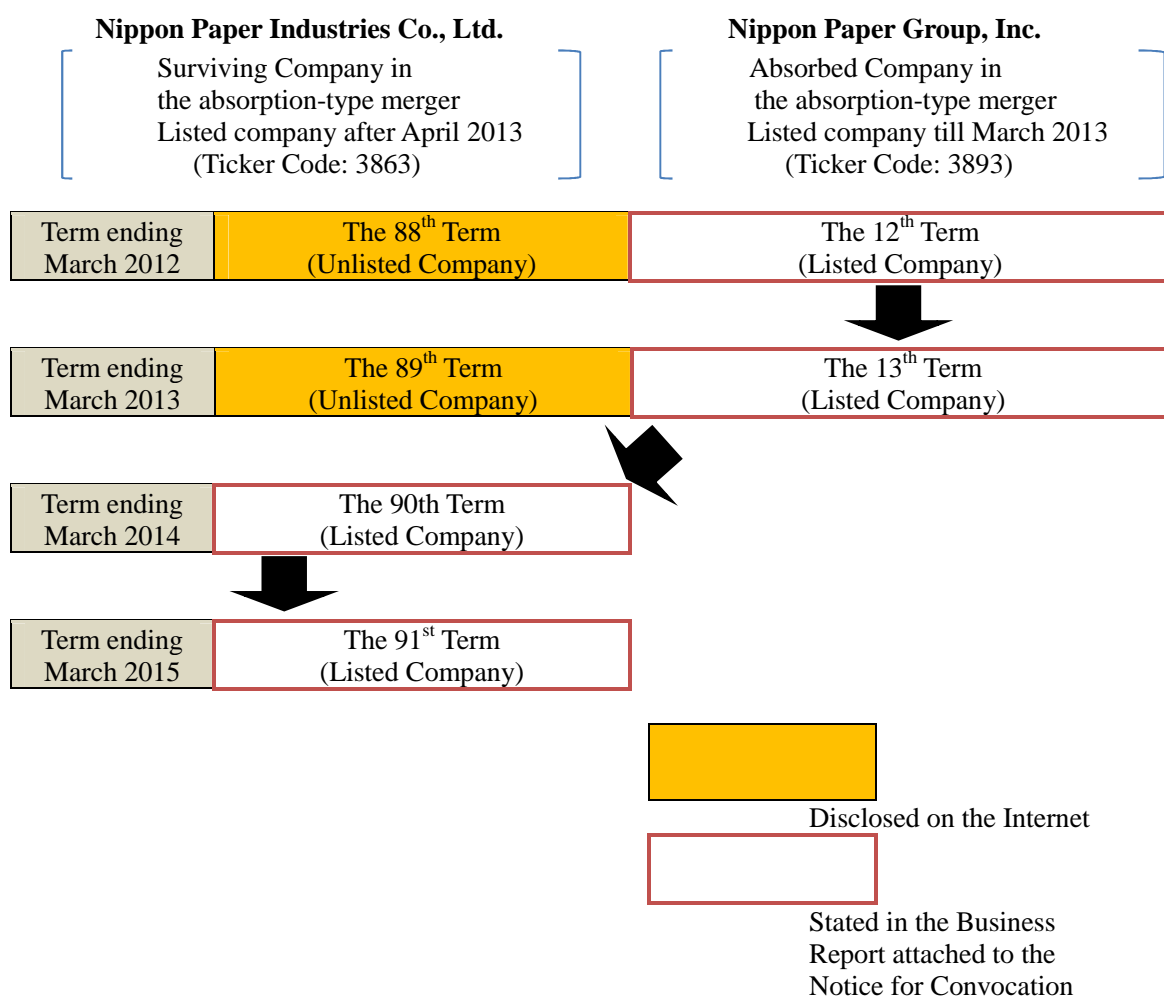 Nippon Paper Industries Co., Ltd.
Surviving Company in
the absorption-type merger
Listed company after April 2013
(Ticker Code: 3863)
Nippon Paper Group, Inc.
Absorbed Company in
the absorption-type merger
Listed company till March 2013
(Ticker Code: 3893)
Term ending
March 2012
The 88th Term
(Unlisted Company)
The 12th Term
(Listed Company)
Term ending
March 2013
The 89th Term
(Unlisted Company)
The 13th Term
(Listed Company)
Term ending
March 2014
The 90th Term
(Listed Company)
Term ending
March 2015
The 91st Term
(Listed Company)
Disclosed on the Internet
Stated in the Business
Report attached to the
Notice for Convocation